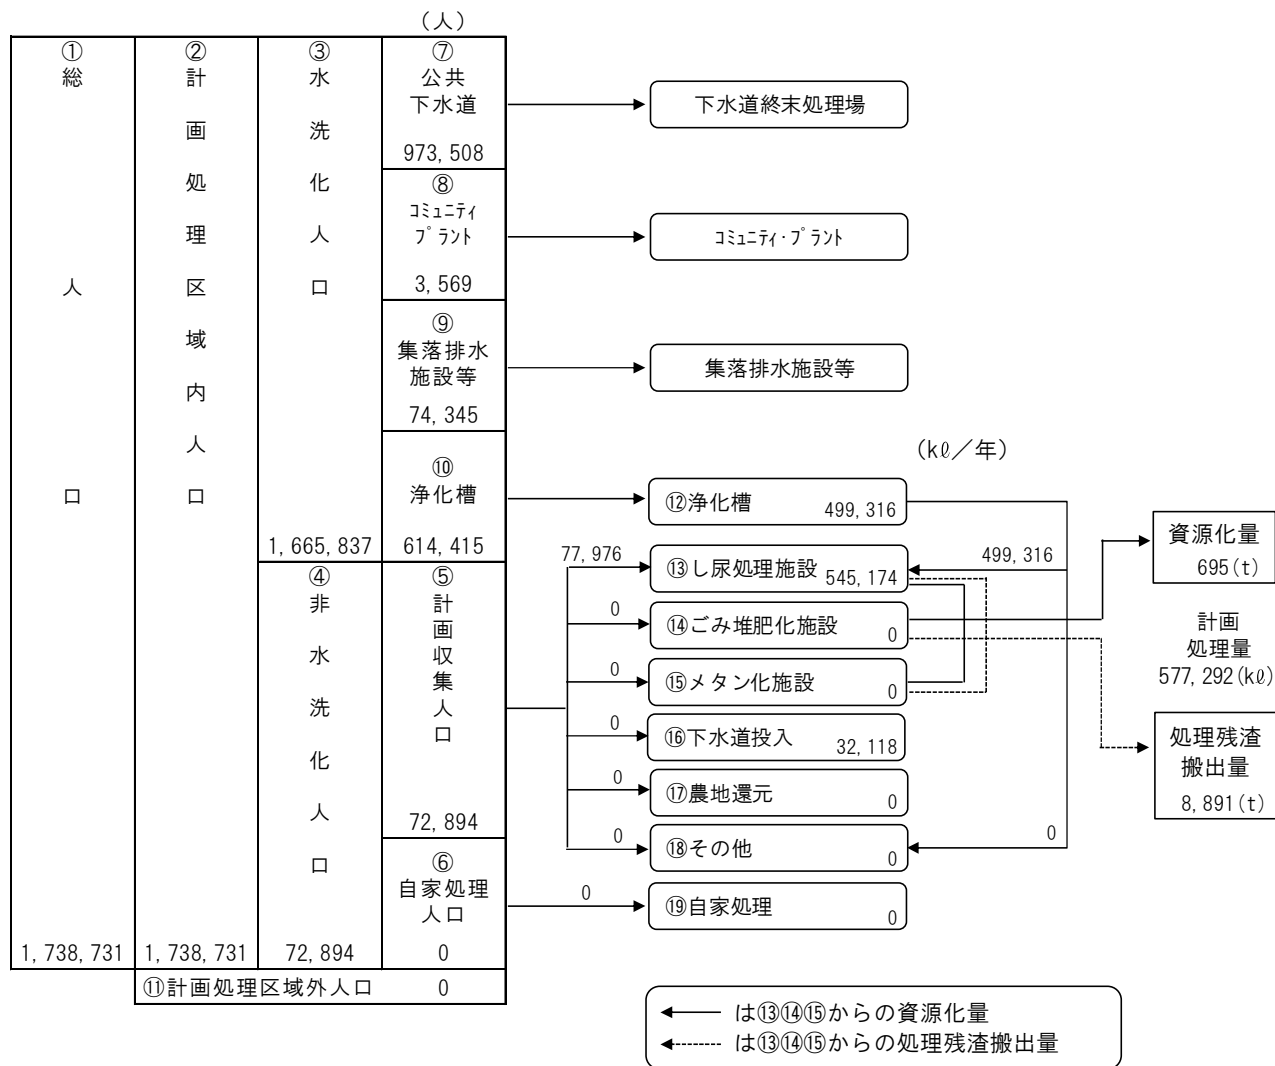 （人）
①
総人口
1,738,731
②
計画処理区域内人口
1,738,731
③
水洗化人口
1,665,837
④
非水洗化人口
72,894
⑦
公共
下水道
973,508
⑧
ｺﾐｭﾆﾃｨ
ﾌﾟﾗﾝﾄ
3,569
⑨
集落排水
施設等
74,345
⑩
浄化槽
614,415
⑤
計画収集人口
72,894
⑥
自家処理
人口
0
⑪計画処理区域外人口 0
下水道終末処理場
ｺﾐｭﾆﾃｨ･ﾌﾟﾗﾝﾄ
集落排水施設等
（kℓ／年）
⑫浄化槽 499,316
77,976
⑬し尿処理施設 545,174
499,316
0
⑭ごみ堆肥化施設 0
0
⑮メタン化施設 0
0
⑯下水道投入 32,118
0
⑰農地還元 0
0
⑱その他 0
0
0
⑲自家処理 0
資源化量
695(t)
計画
処理量
577,292(kℓ)
処理残渣
搬出量
8,891(t)
は⑬⑭⑮からの資源化量
は⑬⑭⑮からの処理残渣搬出量